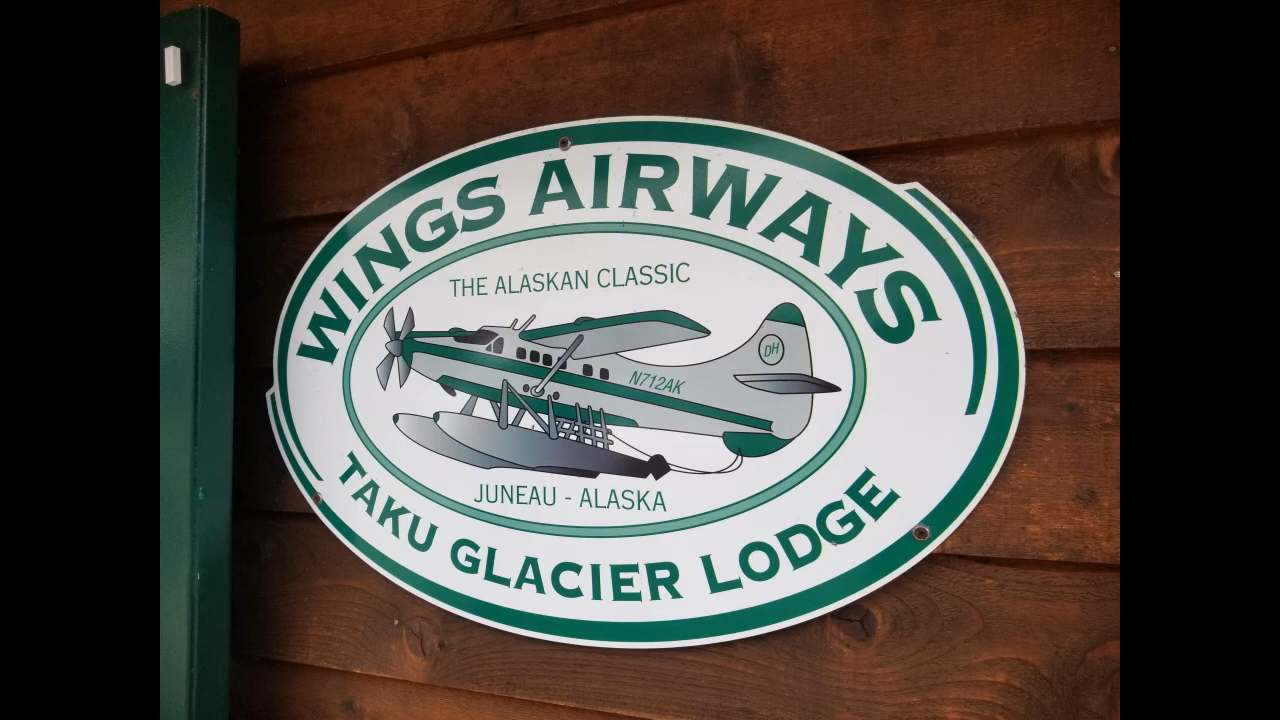 WINGS AIRWAYS
THE ALASKAN CLASSIC
DH
N712AK
JUNEAU - ALASKA
TAKU GLACIER LODGE